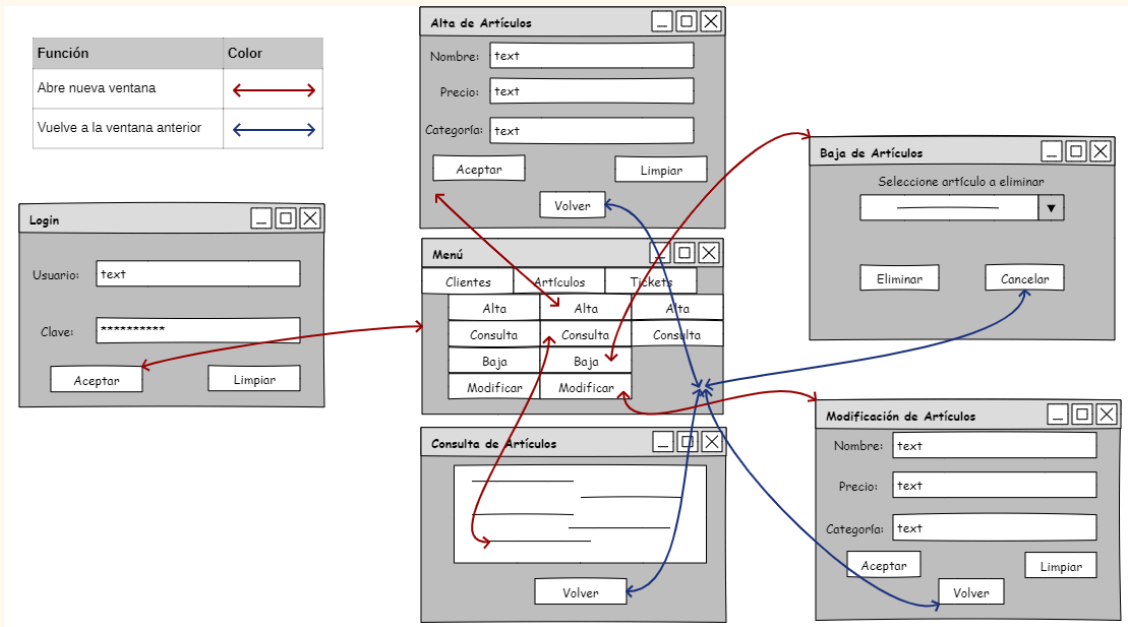 Función Color
Abre nueva ventana
Vuelve a la ventana anterior
Login
Usuario: text
Clave: **********
Aceptar Limpiar
Alta de Artículos
Nombre: text
Precio: text
Categoría: text
Aceptar Limpiar
Volver
Menú
Clientes Artículos Tickets
Alta Alta Alta
Consulta Consulta Consulta
Baja Baja
Modificar Modificar
Consulta de Artículos
Volver
Baja de Artículos
Seleccione artículo a eliminar
Eliminar Cancelar
Modificación de Artículos
Nombre: text
Precio: text
Categoría: text
Aceptar Limpiar
Volver